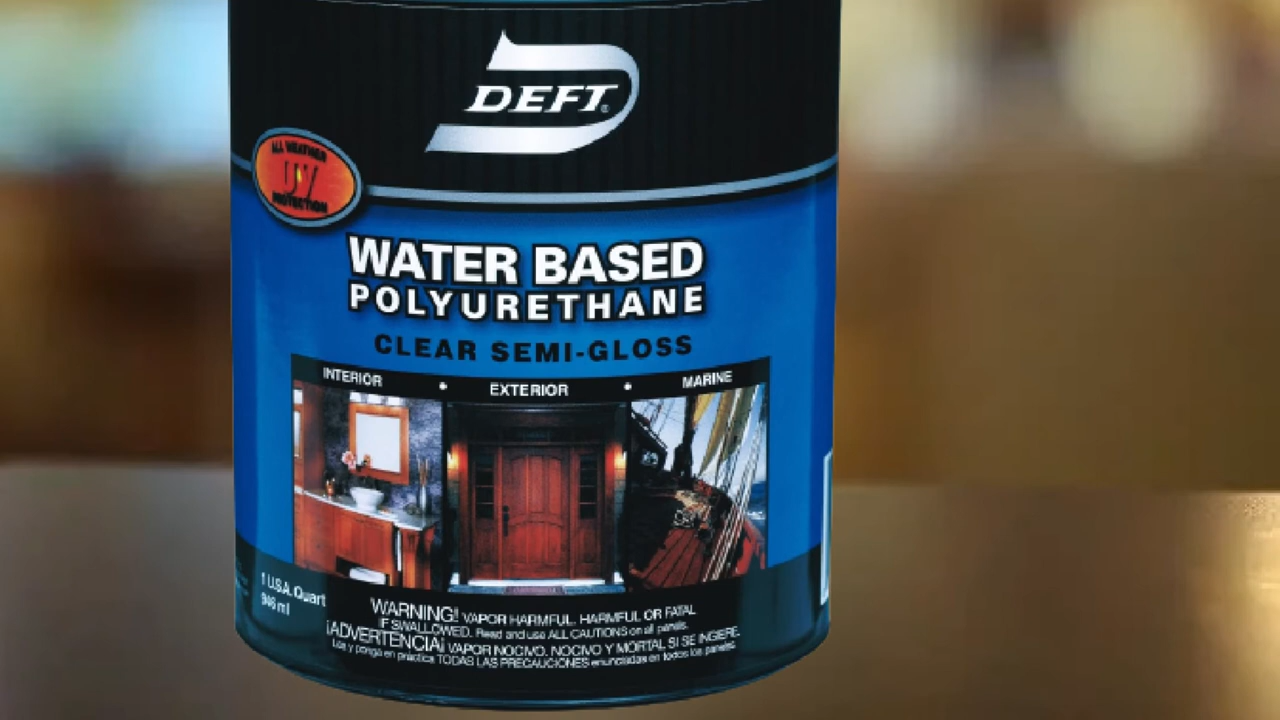 DEFT®
ALL WEATHER
UV
PROTECTION
WATER BASED
POLYURETHANE
CLEAR SEMI-GLOSS
INTERIOR • EXTERIOR • MARINE
1 U.S.A. Quart
946 ml
WARNING! VAPOR HARMFUL. HARMFUL OR FATAL
IF SWALLOWED. Read and use ALL CAUTIONS on all panels.
¡ADVERTENCIA¡ VAPOR NOCIVO. NOCIVO Y MORTAL SI SE INGIERE.
Lea y ponga en práctica TODAS LAS PRECAUCIONES enunciadas en todos los paneles.